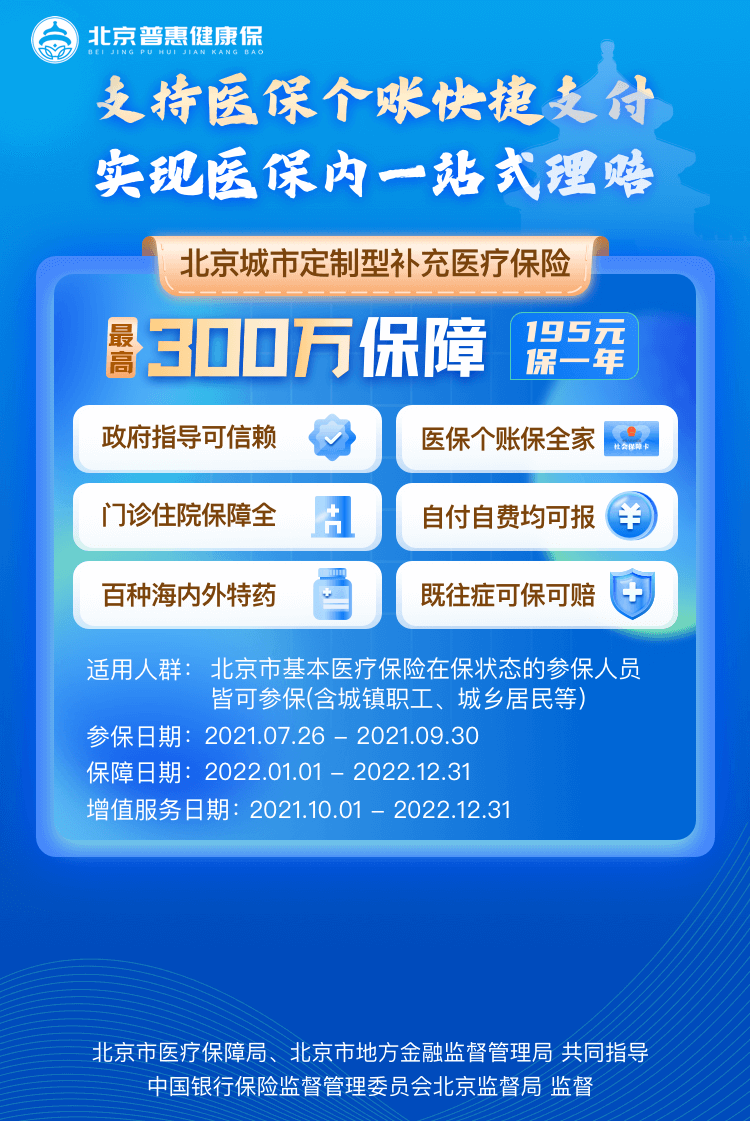 北京普惠健康保
BEI JING PU HUI JIAN KANG BAO
支持医保个账快捷支付
实现医保内一站式理赔
北京城市定制型补充医疗保险
最高
300万保障
195元
保一年
政府指导可信赖
医保个账保全家
社会保障卡
门诊住院保障全
自付自费均可报
¥
百种海内外特药
既往症可保可赔
适用人群： 北京市基本医疗保险在保状态的参保人员
皆可参保(含城镇职工、城乡居民等)
参保日期：2021.07.26 – 2021.09.30
保障日期：2022.01.01 – 2022.12.31
增值服务日期：2021.10.01 – 2022.12.31
北京市医疗保障局、北京市地方金融监督管理局 共同指导
中国银行保险监督管理委员会北京监督局 监督